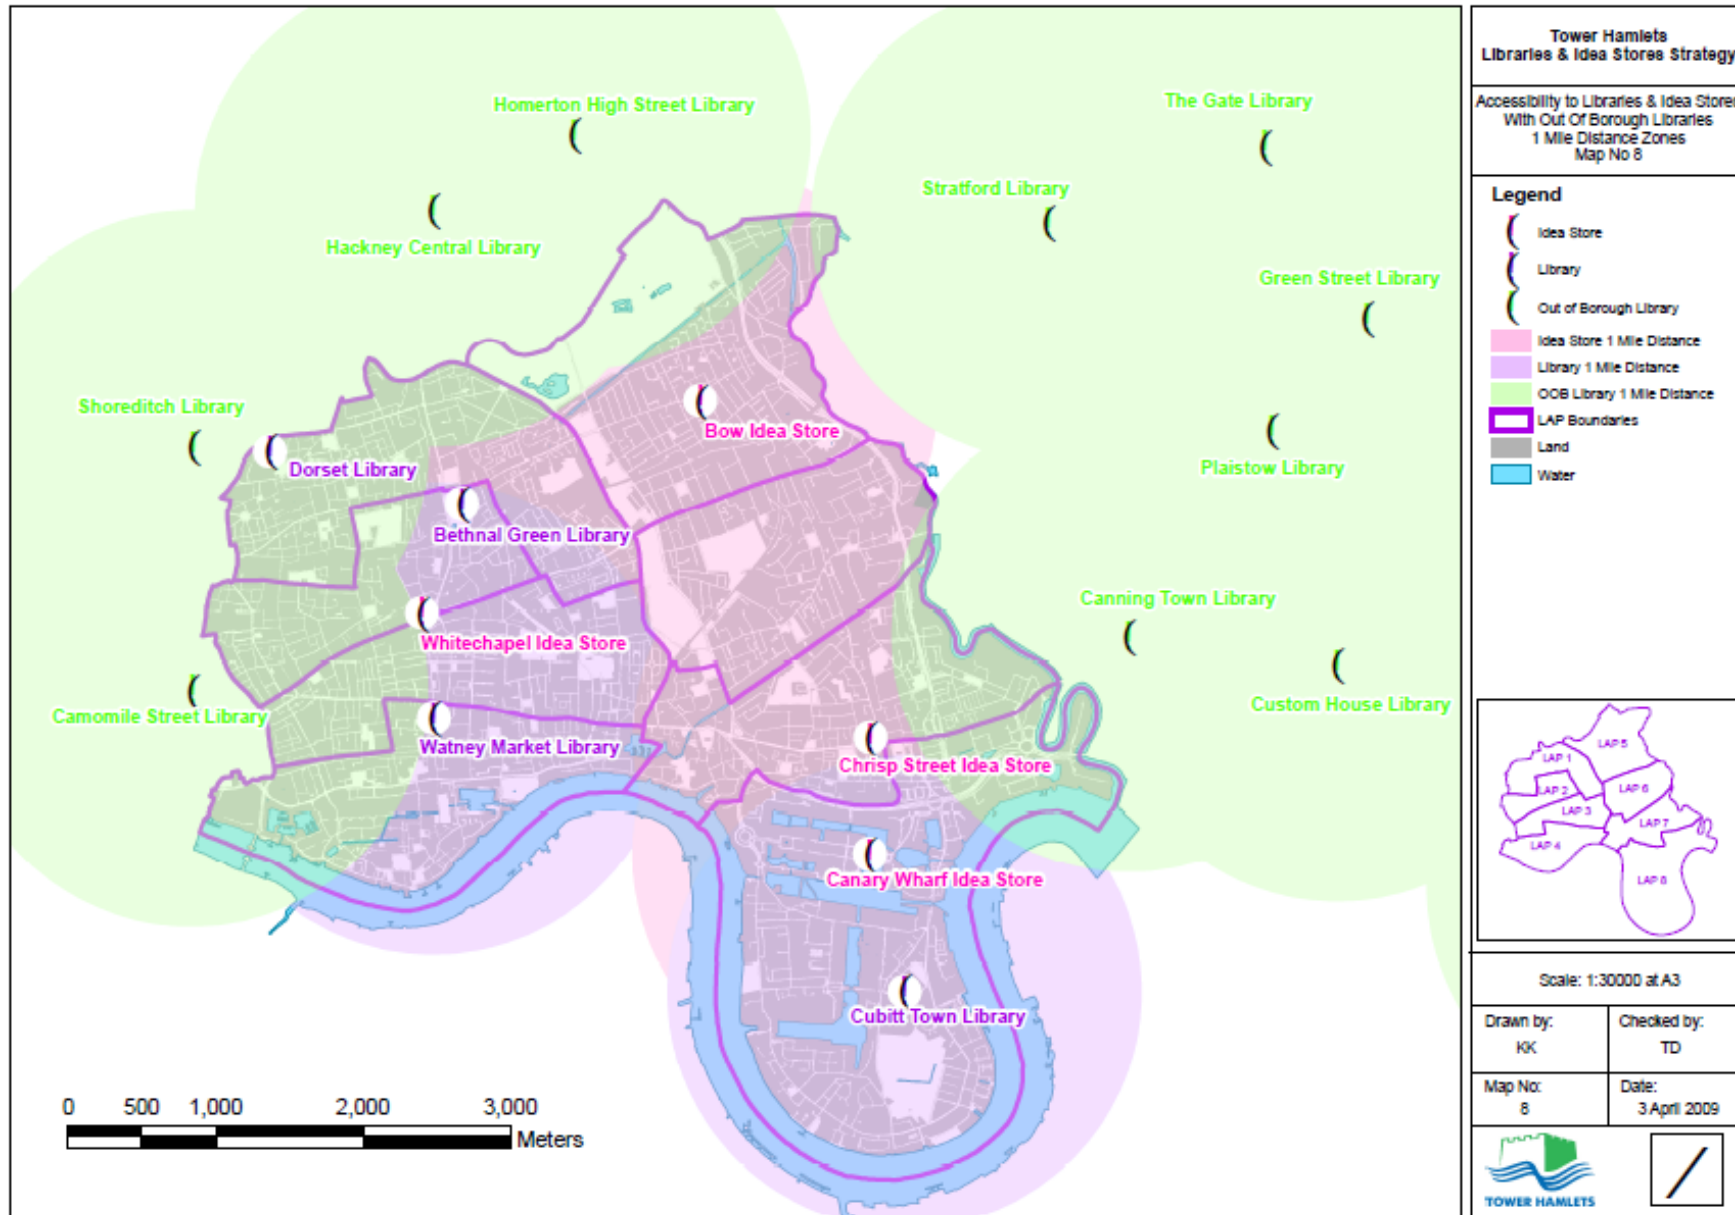 Homerton High Street Library
The Gate Library
Stratford Library
Hackney Central Library
Green Street Library
Shoreditch Library
Bow Idea Store
Dorset Library
Plaistow Library
Bethnal Green Library
Canning Town Library
Whitechapel Idea Store
Custom House Library
Camomile Street Library
Watney Market Library
Chrisp Street Idea Store
Canary Wharf Idea Store
Cubitt Town Library
0 500 1,000 2,000 3,000
Meters
Tower Hamlets
Libraries & Idea Stores Strategy
Accessibility to Libraries & Idea Stores
With Out Of Borough Libraries
1 Mile Distance Zones
Map No 8
Legend
Idea Store
Library
Out of Borough Library
Idea Store 1 Mile Distance
Library 1 Mile Distance
OOB Library 1 Mile Distance
LAP Boundaries
Land
Water
LAP 5
LAP 1
LAP 2
LAP 6
LAP 3
LAP 7
LAP 4
LAP 8
Scale: 1:30000 at A3
Drawn by:
KK
Checked by:
TD
Map No:
8
Date:
3 April 2009
TOWER HAMLETS